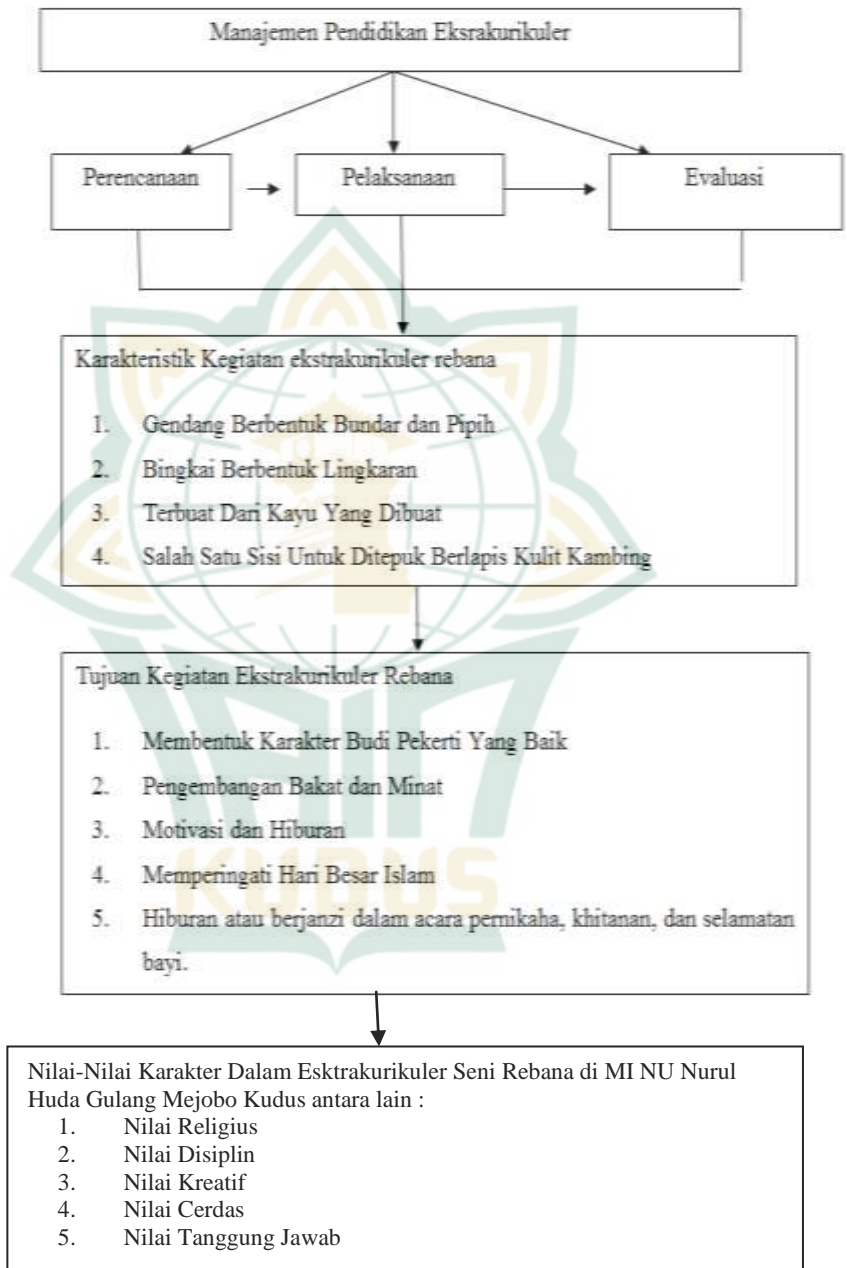 Manajemen Pendidikan Eksrakurikuler
Perencanaan
Pelaksanaan
Evaluasi
Karakteristik Kegiatan ekstrakurikuler rebana
1. Gendang Berbentuk Bundar dan Pipih
2. Bingkai Berbentuk Lingkaran
3. Terbuat Dari Kayu Yang Dibuat
4. Salah Satu Sisi Untuk Ditepuk Berlapis Kulit Kambing
Tujuan Kegiatan Ekstrakurikuler Rebana
1. Membentuk Karakter Budi Pekerti Yang Baik
2. Pengembangan Bakat dan Minat
3. Motivasi dan Hiburan
4. Memperingati Hari Besar Islam
5. Hiburan atau berjanzi dalam acara pernikaha, khitanan, dan selamatan
bayi.
Nilai-Nilai Karakter Dalam Esktrakurikuler Seni Rebana di MI NU Nurul
Huda Gulang Mejobo Kudus antara lain :
1. Nilai Religius
2. Nilai Disiplin
3. Nilai Kreatif
4. Nilai Cerdas
5. Nilai Tanggung Jawab
KUDUS